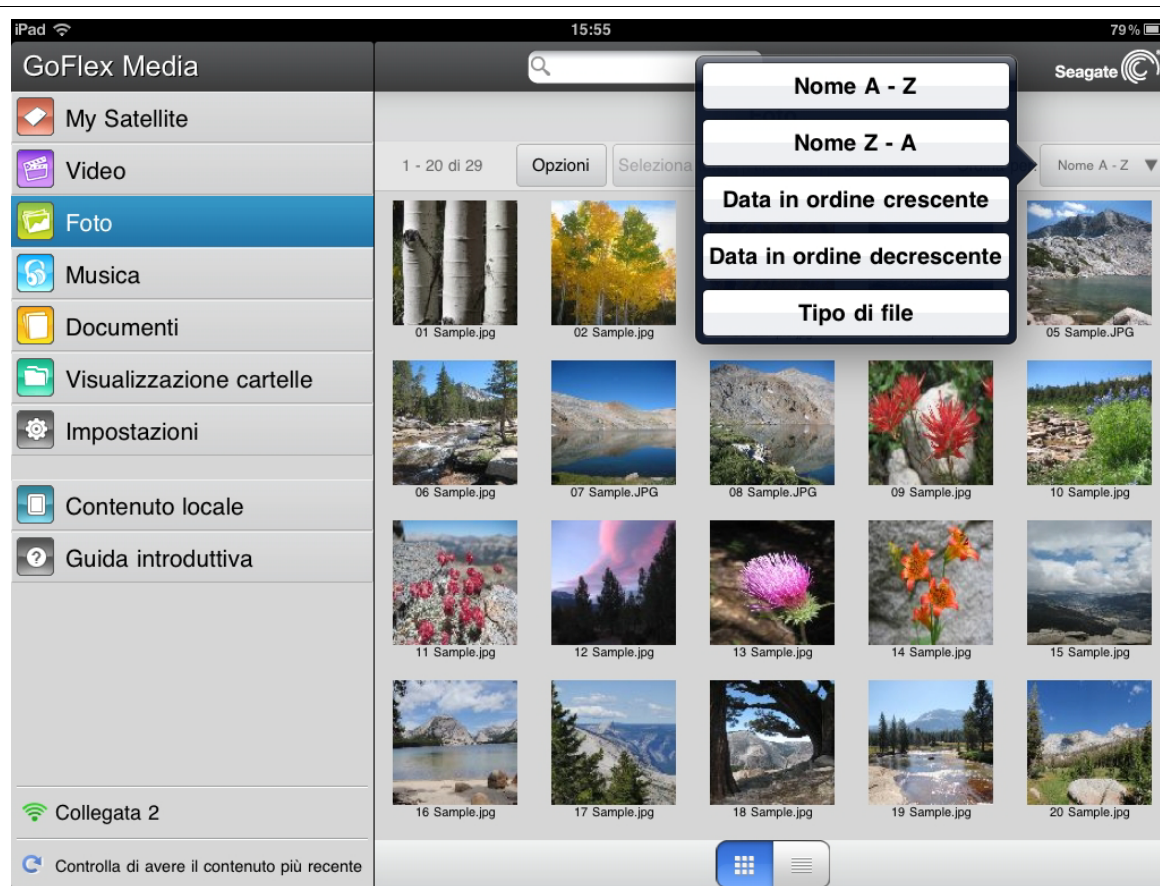 iPad
15:55
79%
GoFlex Media
Seagate
My Satellite
Video
Foto
Musica
Documenti
Visualizzazione cartelle
Impostazioni
Contenuto locale
Guida introduttiva
Collegata 2
Controlla di avere il contenuto più recente
1 - 20 di 29
Opzioni
Seleziona
Nome A - Z
Nome A - Z
Nome Z - A
Data in ordine crescente
Data in ordine decrescente
Tipo di file
01 Sample.jpg
02 Sample.jpg
05 Sample.JPG
06 Sample.jpg
07 Sample.JPG
08 Sample.JPG
09 Sample.jpg
10 Sample.jpg
11 Sample.jpg
12 Sample.jpg
13 Sample.jpg
14 Sample.jpg
15 Sample.jpg
16 Sample.jpg
17 Sample.jpg
18 Sample.jpg
19 Sample.jpg
20 Sample.jpg